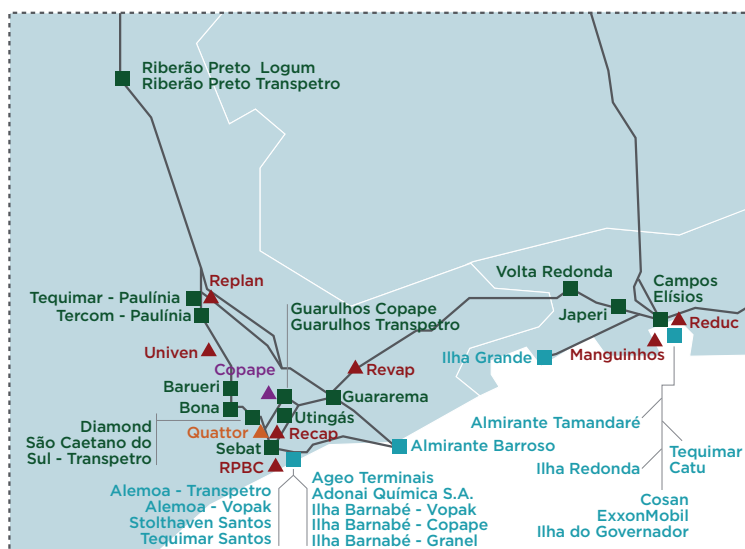 Riberão Preto Logum
Riberão Preto Transpetro
Replan
Tequimar - Paulínia
Tercom - Paulínia
Guarulhos Copape
Guarulhos Transpetro
Volta Redonda
Campos
Elísios
Japeri
Reduc
Univen
Copape
Revap
Ilha Grande
Manguinhos
Barueri
Bona
Guararema
Diamond
São Caetano do
Sul - Transpetro
Quattor
Utingás
Recap
Sebat
Almirante Barroso
RPBC
Almirante Tamandaré
Tequimar
Catu
Ilha Redonda
Cosan
ExxonMobil
Ilha do Governador
Alemoa - Transpetro
Alemoa - Vopak
Stolthaven Santos
Tequimar Santos
Ageo Terminais
Adonai Química S.A.
Ilha Barnabé - Vopak
Ilha Barnabé - Copape
Ilha Barnabé - Granel